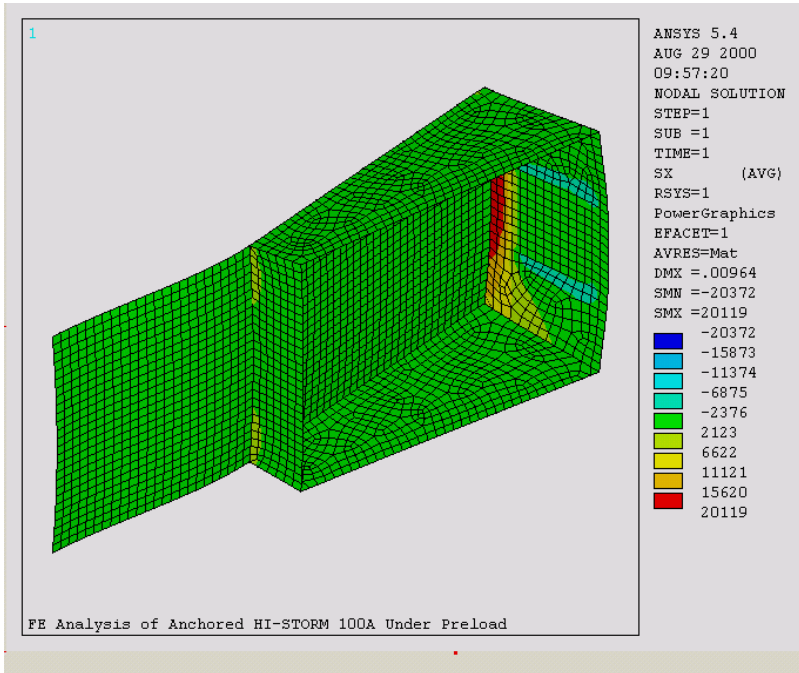 1
ANSYS 5.4
AUG 29 2000
09:57:20
NODAL SOLUTION
STEP=1
SUB =1
TIME=1
SX (AVG)
RSYS=1
PowerGraphics
EFACET=1
AVRES=Mat
DMX =.00964
SMN =-20372
SMX =20119
-20372
-15873
-11374
-6875
-2376
2123
6622
11121
15620
20119
FE Analysis of Anchored HI-STORM 100A Under Preload